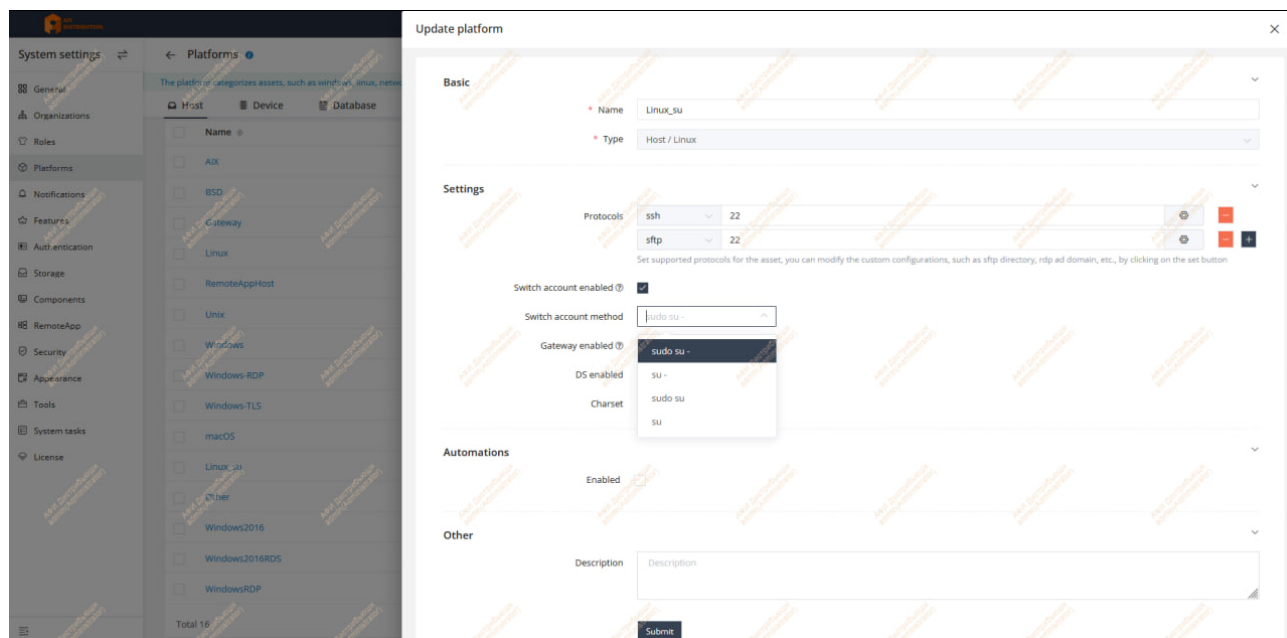 API
DISTRIBUTION
System settings
General
Organizations
Roles
Platforms
Notifications
Features
Authentication
Storage
Components
RemoteApp
Security
Appearance
Tools
System tasks
License
Platforms
The platform categorizes assets, such as windows, linux, netwo
Host Device Database
Name
AIX
BSD
Gateway
Linux
RemoteAppHost
Unix
Windows
Windows-RDP
Windows-TLS
macOS
Linux_su
Other
Windows2016
Windows2016RDS
WindowsRDP
Total 16
Update platform
Basic
* Name Linux_su
* Type Host / Linux
Settings
Protocols ssh 22
sftp 22
Set supported protocols for the asset, you can modify the custom configurations, such as sftp directory, rdp ad domain, etc., by clicking on the set button
Switch account enabled
Switch account method sudo su -
Gateway enabled
DS enabled
Charset
sudo su -
su -
sudo su
su
Automations
Enabled
Other
Description Description
Submit